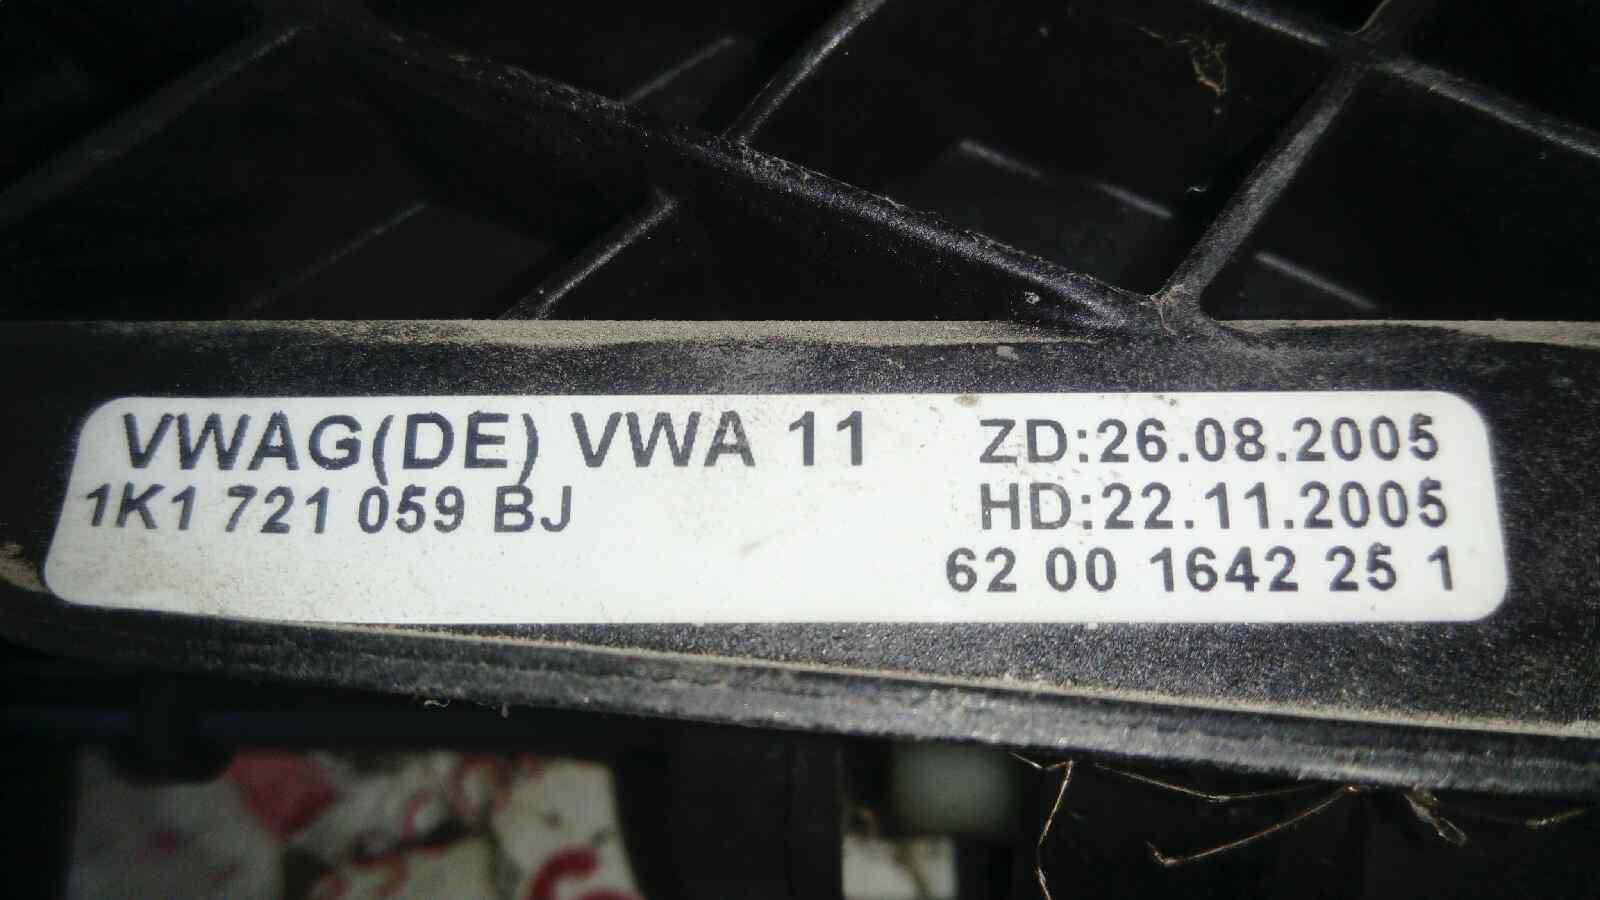 VWAG(DE) VWA 11
1K1 721 059 BJ
ZD:26.08.2005
HD:22.11.2005
62 00 1642 25 1